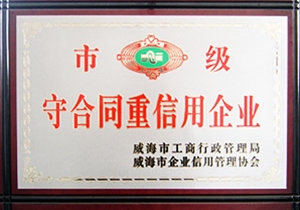 市 级
守合同重信用企业
威海市工商行政管理局
威海市企业信用管理协会